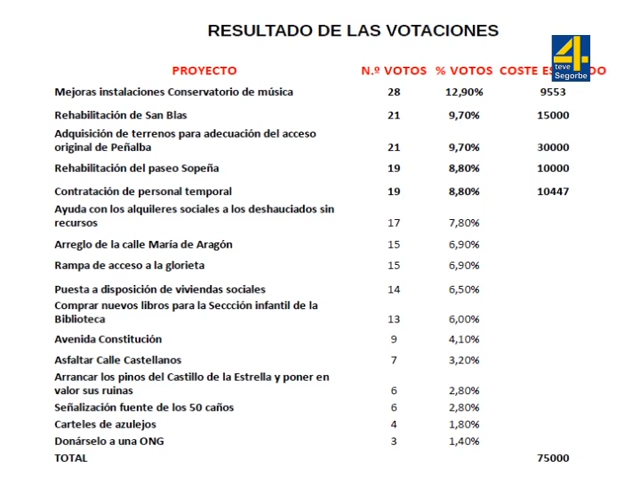 RESULTADO DE LAS VOTACIONES
4
teve
Segorbe
PROYECTO N.º VOTOS % VOTOS COSTE ES DO
Mejoras instalaciones Conservatorio de música 28 12,90% 9553
Rehabilitación de San Blas 21 9,70% 15000
Adquisición de terrenos para adecuación del acceso
original de Peñalba 21 9,70% 30000
Rehabilitación del paseo Sopeña 19 8,80% 10000
Contratación de personal temporal 19 8,80% 10447
Ayuda con los alquileres sociales a los deshauciados sin
recursos 17 7,80%
Arreglo de la calle María de Aragón 15 6,90%
Rampa de acceso a la glorieta 15 6,90%
Puesta a disposición de viviendas sociales 14 6,50%
Comprar nuevos libros para la Seccción infantil de la
Biblioteca 13 6,00%
Avenida Constitución 9 4,10%
Asfaltar Calle Castellanos 7 3,20%
Arrancar los pinos del Castillo de la Estrella y poner en
valor sus ruinas 6 2,80%
Señalización fuente de los 50 caños 6 2,80%
Carteles de azulejos 4 1,80%
Donárselo a una ONG 3 1,40%
TOTAL 75000